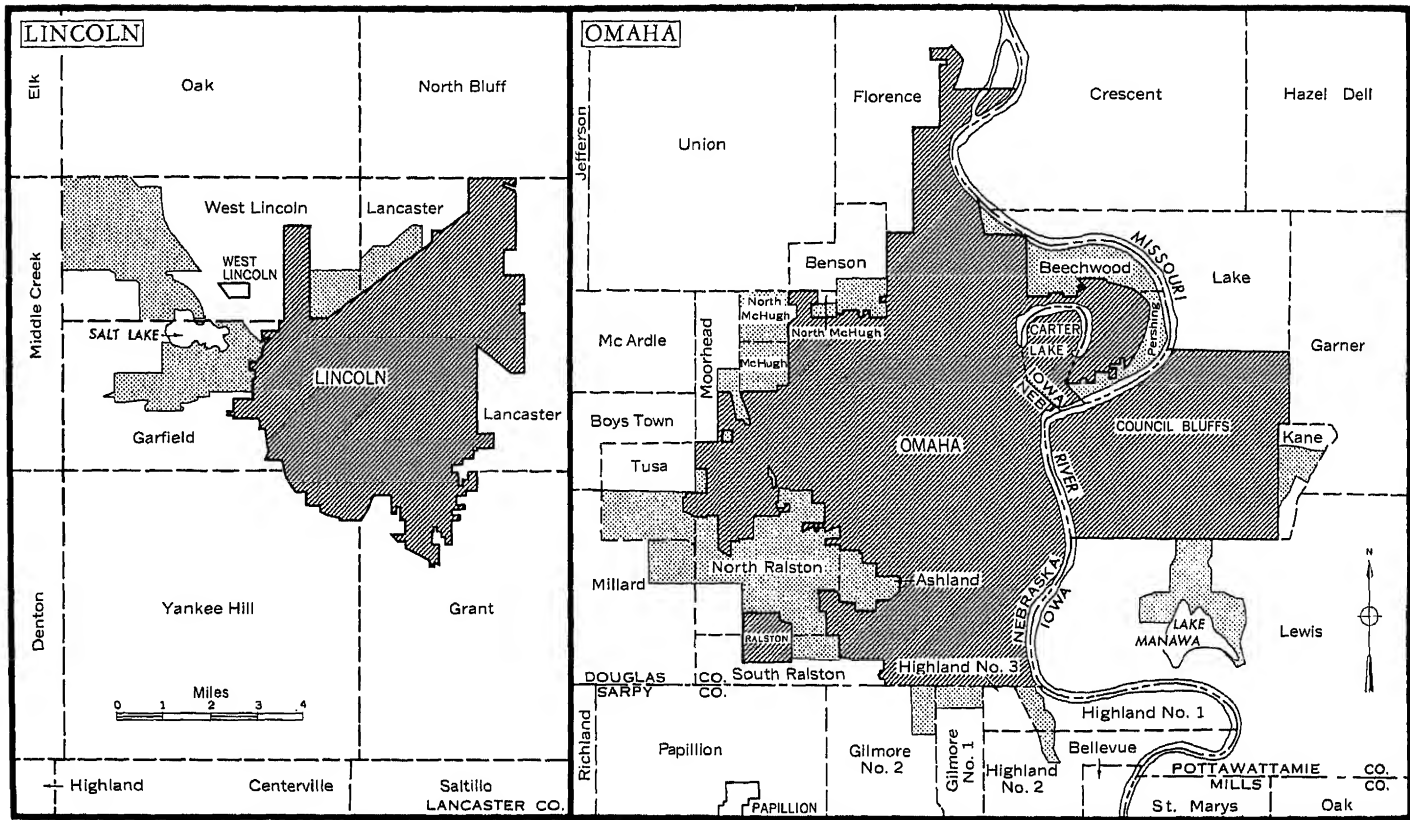 LINCOLN
Elk
Oak
North Bluff
Middle Creek
West Lincoln
Lancaster
WEST
LINCOLN
SALT LAKE
LINCOLN
Lancaster
Garfield
Denton
Yankee Hill
Grant
Miles
0 1 2 3 4
Highland
Centerville
Saltillo
LANCASTER CO.
OMAHA
Jefferson
Union
Florence
Crescent
Hazel Dell
Benson
Beechwood
MISSOURI
Lake
Mc Ardle
Moorhead
North
McHugh
North McHugh
McHugh
CARTER
LAKE
Pershing
Garner
IOWA
NEBR.
Boys Town
Tusa
OMAHA
COUNCIL BLUFFS
Kane
RIVER
Millard
North Ralston
Ashland
RALSTON
NEBRASKA
IOWA
LAKE
MANAWA
Lewis
N
Highland No. 3
South Ralston
DOUGLAS CO.
SARPY CO.
Richland
Papillion
Gilmore
No. 2
Gilmore
No. 1
Highland
No. 2
Highland No. 1
Bellevue
POTTAWATTAMIE CO.
MILLS CO.
PAPILLION
St. Marys
Oak